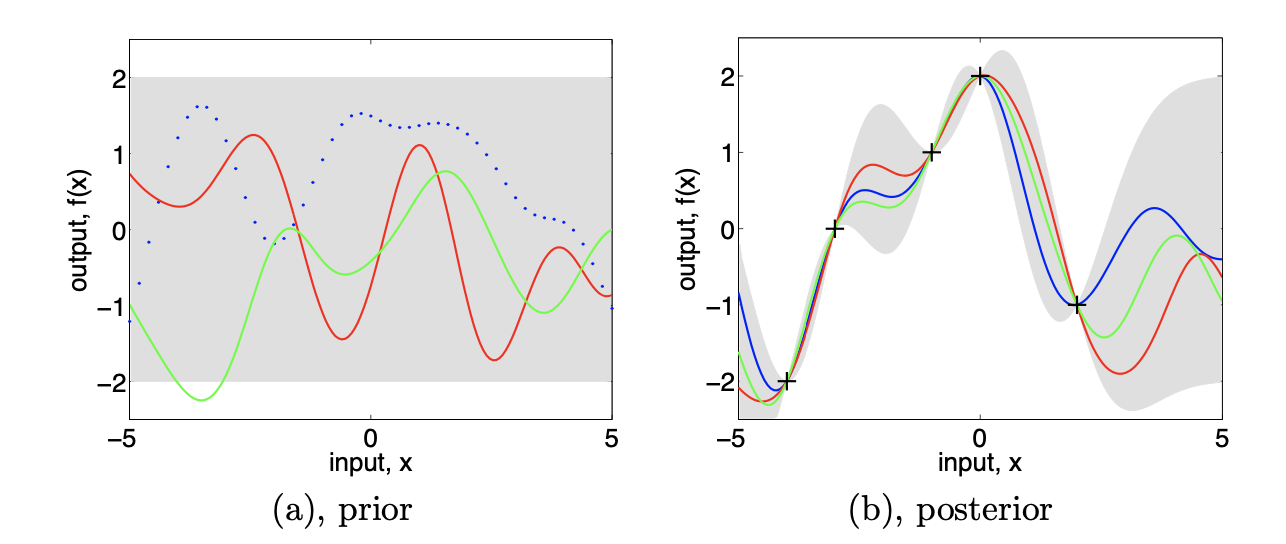 output, f(x)
2
1
0
−1
−2
−5
0
5
input, x
(a), prior
output, f(x)
2
1
0
−1
−2
−5
0
5
input, x
(b), posterior